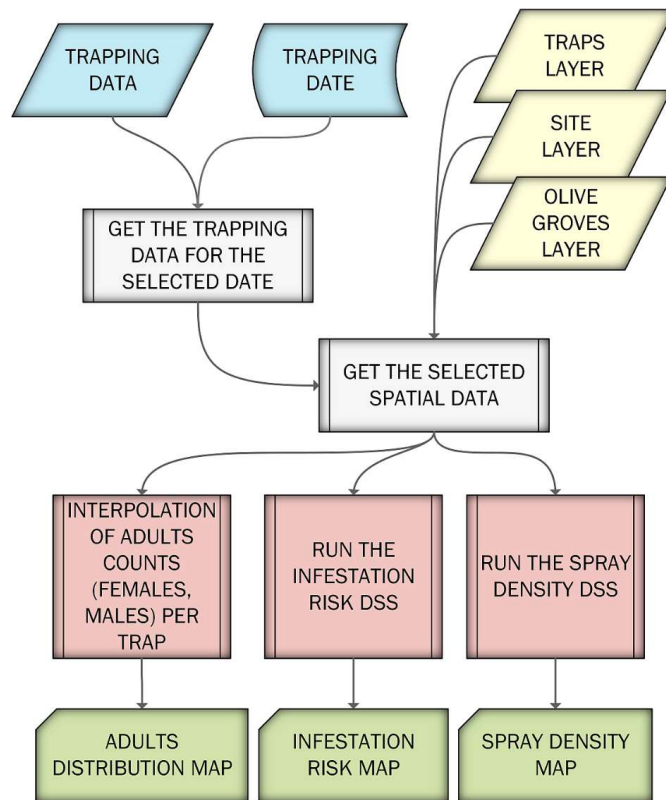 TRAPPING
DATA
TRAPPING
DATE
TRAPS
LAYER
SITE
LAYER
OLIVE
GROVES
LAYER
GET THE TRAPPING
DATA FOR THE
SELECTED DATE
GET THE SELECTED
SPATIAL DATA
INTERPOLATION
OF ADULTS
COUNTS
(FEMALES,
MALES) PER
TRAP
RUN THE
INFESTATION
RISK DSS
RUN THE SPRAY
DENSITY DSS
ADULTS
DISTRIBUTION MAP
INFESTATION
RISK MAP
SPRAY DENSITY
MAP